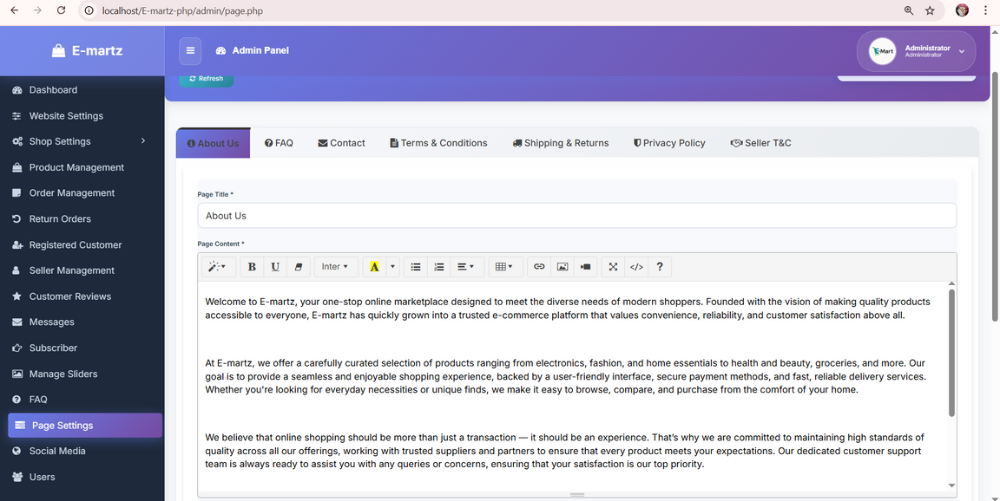 localhost/E-martz-php/admin/page.php
E-martz
Admin Panel
E-Mart
Administrator
Administrator
Refresh
Dashboard
Website Settings
Shop Settings
Product Management
Order Management
Return Orders
Registered Customer
Seller Management
Customer Reviews
Messages
Subscriber
Manage Sliders
FAQ
Page Settings
Social Media
Users
About Us
FAQ
Contact
Terms & Conditions
Shipping & Returns
Privacy Policy
Seller T&C
Page Title *
About Us
Page Content *
B U Inter A </> ?
Welcome to E-martz, your one-stop online marketplace designed to meet the diverse needs of modern shoppers. Founded with the vision of making quality products
accessible to everyone, E-martz has quickly grown into a trusted e-commerce platform that values convenience, reliability, and customer satisfaction above all.
At E-martz, we offer a carefully curated selection of products ranging from electronics, fashion, and home essentials to health and beauty, groceries, and more. Our
goal is to provide a seamless and enjoyable shopping experience, backed by a user-friendly interface, secure payment methods, and fast, reliable delivery services.
Whether you're looking for everyday necessities or unique finds, we make it easy to browse, compare, and purchase from the comfort of your home.
We believe that online shopping should be more than just a transaction — it should be an experience. That's why we are committed to maintaining high standards of
quality across all our offerings, working with trusted suppliers and partners to ensure that every product meets your expectations. Our dedicated customer support
team is always ready to assist you with any queries or concerns, ensuring that your satisfaction is our top priority.